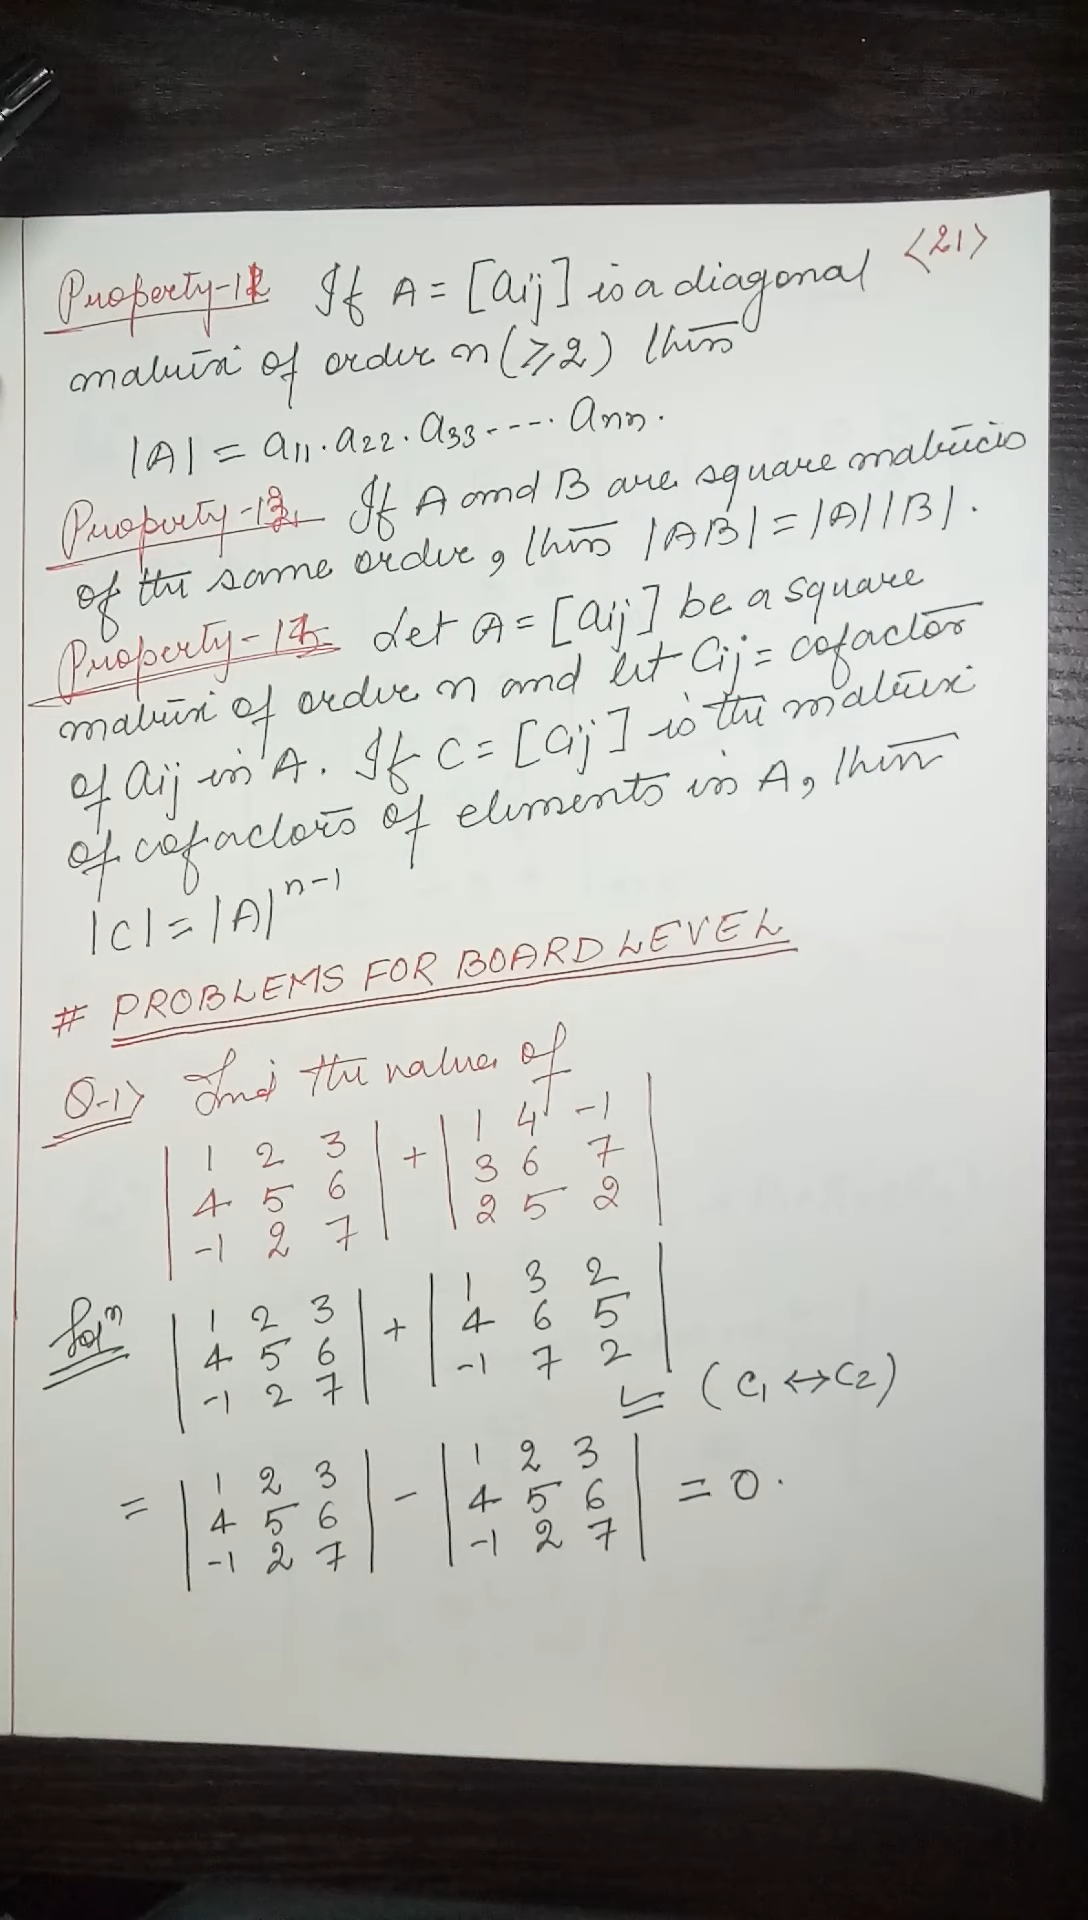 <21>
Property-12 If A = [aij] is a diagonal
matrix of order n (≥2) then
|A| = a11·a22·a33----·ann.
Property-13 If A and B are square matrices
of the same order, then |AB| = |A||B|.
Property-14 Let A = [aij] be a square
matrix of order n and let Cij = cofactor
of aij in A. If C = [Cij] is the matrix
of cofactors of elements in A, then
|C| = |A|^n-1
# PROBLEMS FOR BOARD LEVEL
Q-1> Find the value of
| 1 2 3 | + | 1 4 -1 |
| 4 5 6 | | 3 6 7 |
| -1 2 7 | | 2 5 2 |
Solⁿ | 1 2 3 | + | 1 3 2 |
| 4 5 6 | | 4 6 5 |
| -1 2 7 | | -1 7 2 |
(C1 ↔ C2)
= | 1 2 3 | - | 1 2 3 | = 0.
| 4 5 6 | | 4 5 6 |
| -1 2 7 | | -1 2 7 |